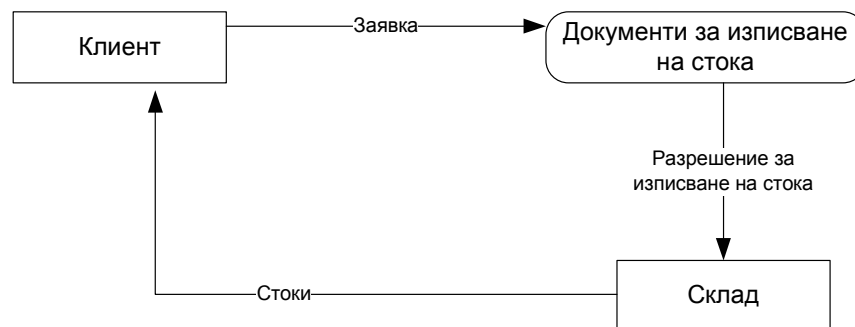 Клиент
Заявка
Документи за изписване
на стока
Разрешение за
изписване на стока
Стоки
Склад